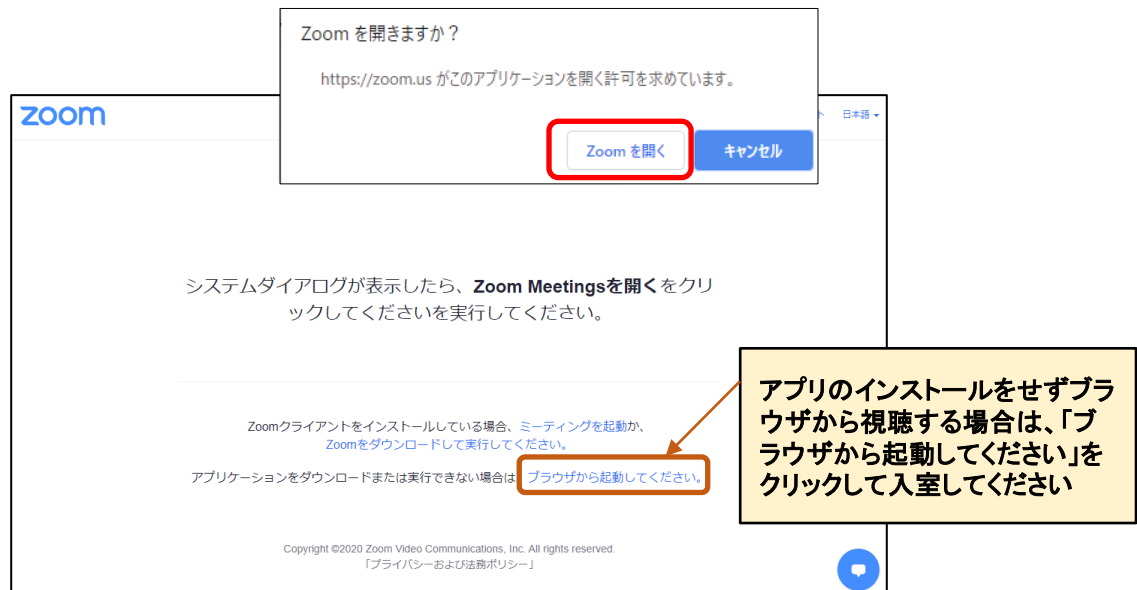 Zoom を開きますか？
https://zoom.us がこのアプリケーションを開く許可を求めています。
Zoom を開く
キャンセル
zoom
ト 日本語
システムダイアログが表示したら、Zoom Meetingsを開くをクリ
ックしてくださいを実行してください。
Zoomクライアントをインストールしている場合、ミーティングを起動か、
Zoomをダウンロードして実行してください。
アプリケーションをダウンロードまたは実行できない場合は ブラウザから起動してください。
アプリのインストールをせずブラ
ウザから視聴する場合は、「ブ
ラウザから起動してください」を
クリックして入室してください
Copyright ©2020 Zoom Video Communications, Inc. All rights reserved.
「プライバシーおよび法務ポリシー」